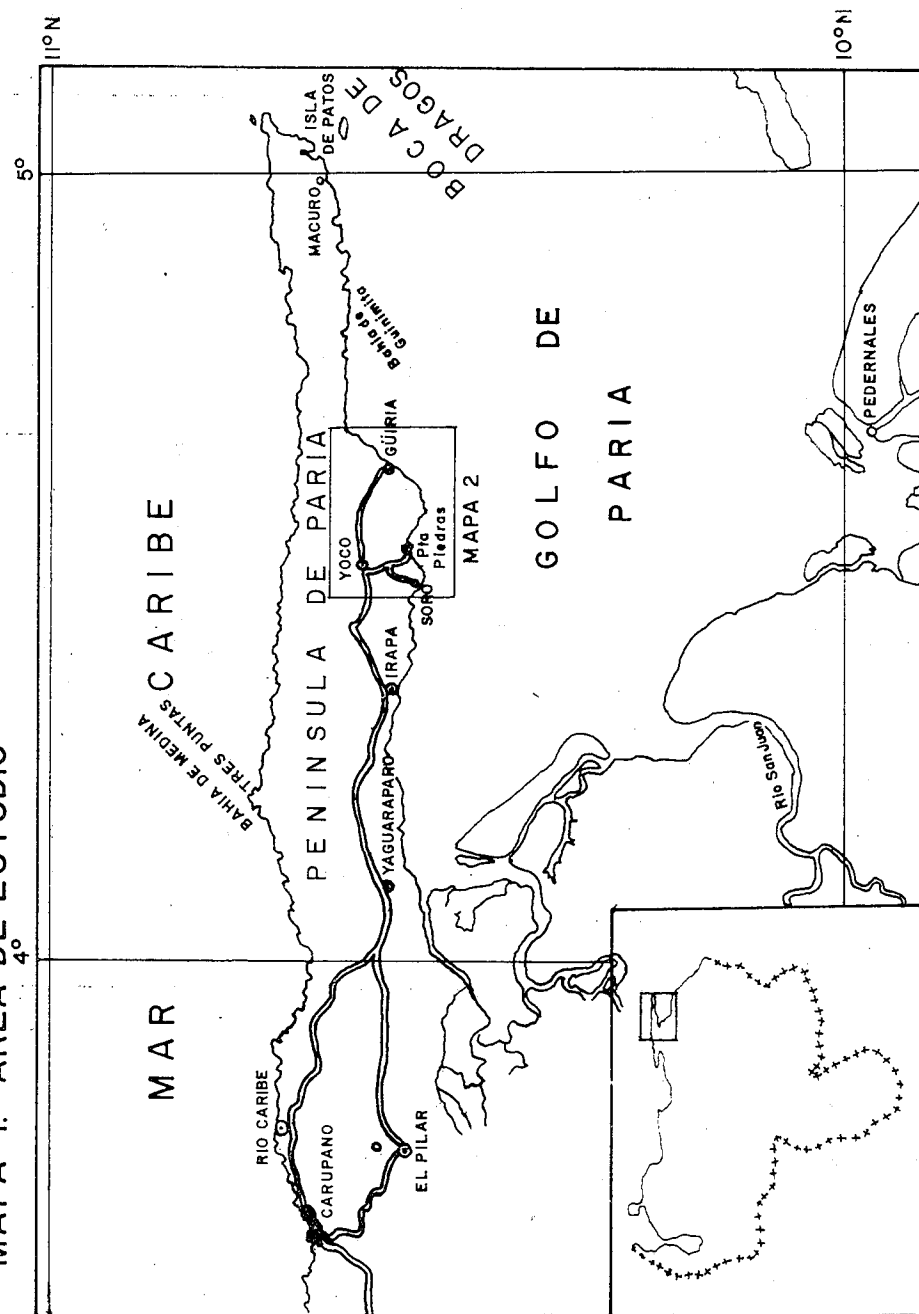 MAPA 1. AREA DE ESTUDIO
4°
5°
11°N
MAR CARIBE
BAHIA DE MEDINA
TRES PUNTAS
RIO CARIBE
CARUPANO
EL PILAR
PENINSULA DE PARIA
YAGUARAPARO
IRAPA
YOCO
SORO
Pta
Piedras
GÜIRIA
MAPA 2
Bahia de
Guinimita
MACURO
ISLA
DE PATOS
BOCA DE
DRAGOS
GOLFO DE
PARIA
Rio San Juan
PEDERNALES
10°N